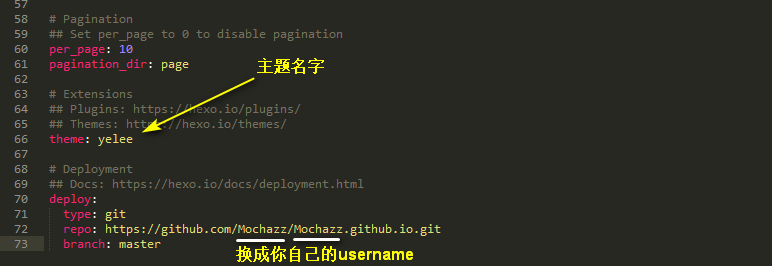 57
58 # Pagination
59 ## Set per_page to 0 to disable pagination
60 per_page: 10
61 pagination_dir: page
主题名字
62
63 # Extensions
64 ## Plugins: https://hexo.io/plugins/
65 ## Themes: https://hexo.io/themes/
66 theme: yelee
67
68 # Deployment
69 ## Docs: https://hexo.io/docs/deployment.html
70 deploy:
71 type: git
72 repo: https://github.com/Mochazz/Mochazz.github.io.git
73 branch: master
换成你自己的username